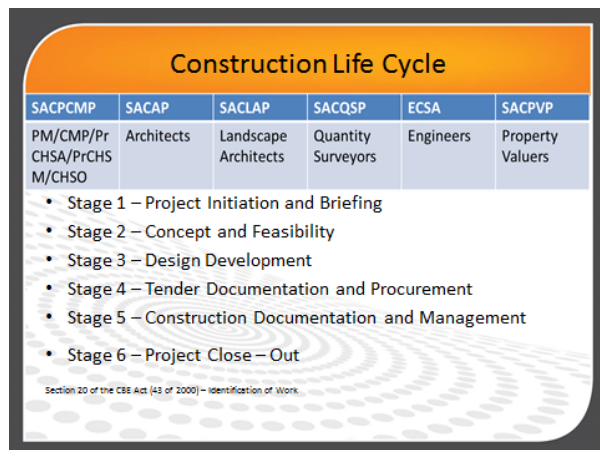 Construction Life Cycle
SACPCMP SACAP SACLAP SACQSP ECSA SACPVP
PM/CMP/Pr Architects Landscape Quantity Engineers Property
CHSA/PrCHS Architects Surveyors Valuers
M/CHSO
• Stage 1 – Project Initiation and Briefing
• Stage 2 – Concept and Feasibility
• Stage 3 – Design Development
• Stage 4 – Tender Documentation and Procurement
• Stage 5 – Construction Documentation and Management
• Stage 6 – Project Close – Out
Section 20 of the CBE Act (43 of 2000) – Identification of Work